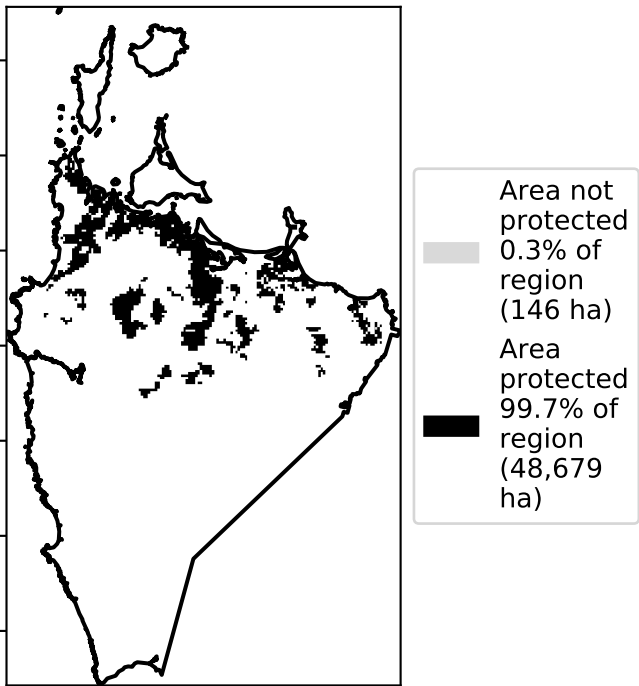 Area not
protected
0.3% of
region
(146 ha)
Area
protected
99.7% of
region
(48,679
ha)